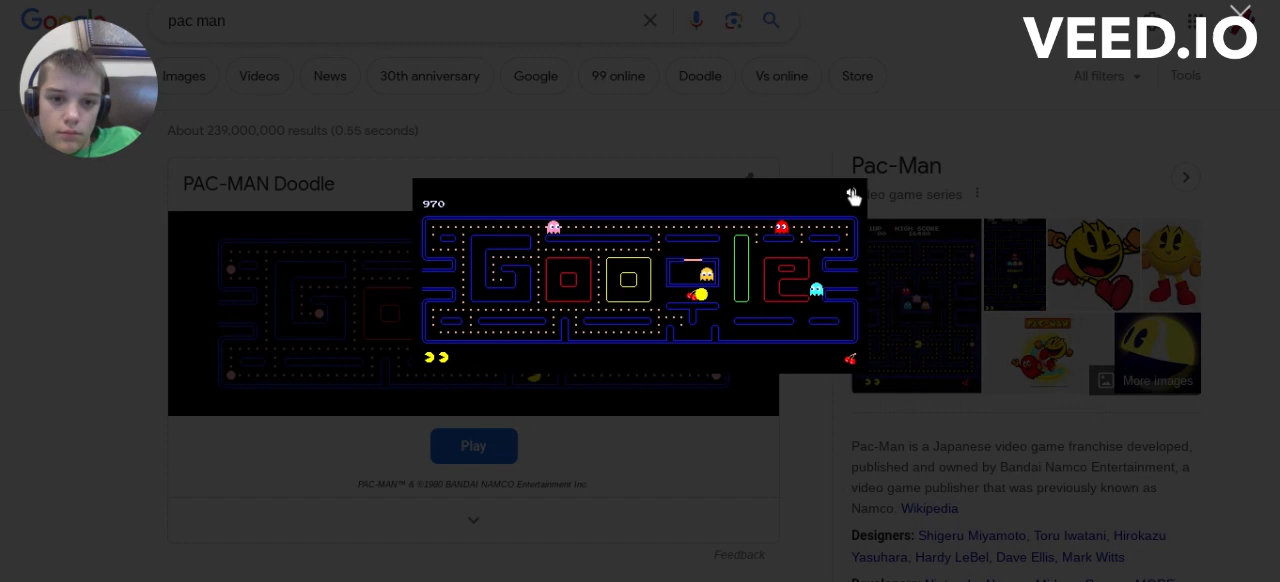 Google
pac man
VEED.IO
Images
Videos
News
30th anniversary
Google
99 online
Doodle
Vs online
Store
All filters
Tools
About 239,000,000 results (0.55 seconds)
PAC-MAN Doodle
970
Play
PAC-MAN™ & ©1980 BANDAI NAMCO Entertainment Inc.
Feedback
Pac-Man
deo game series
More images
Pac-Man is a Japanese video game franchise developed,
published and owned by Bandai Namco Entertainment, a
video game publisher that was previously known as
Namco. Wikipedia
Designers: Shigeru Miyamoto, Toru Iwatani, Hirokazu
Yasuhara, Hardy LeBel, Dave Ellis, Mark Witts